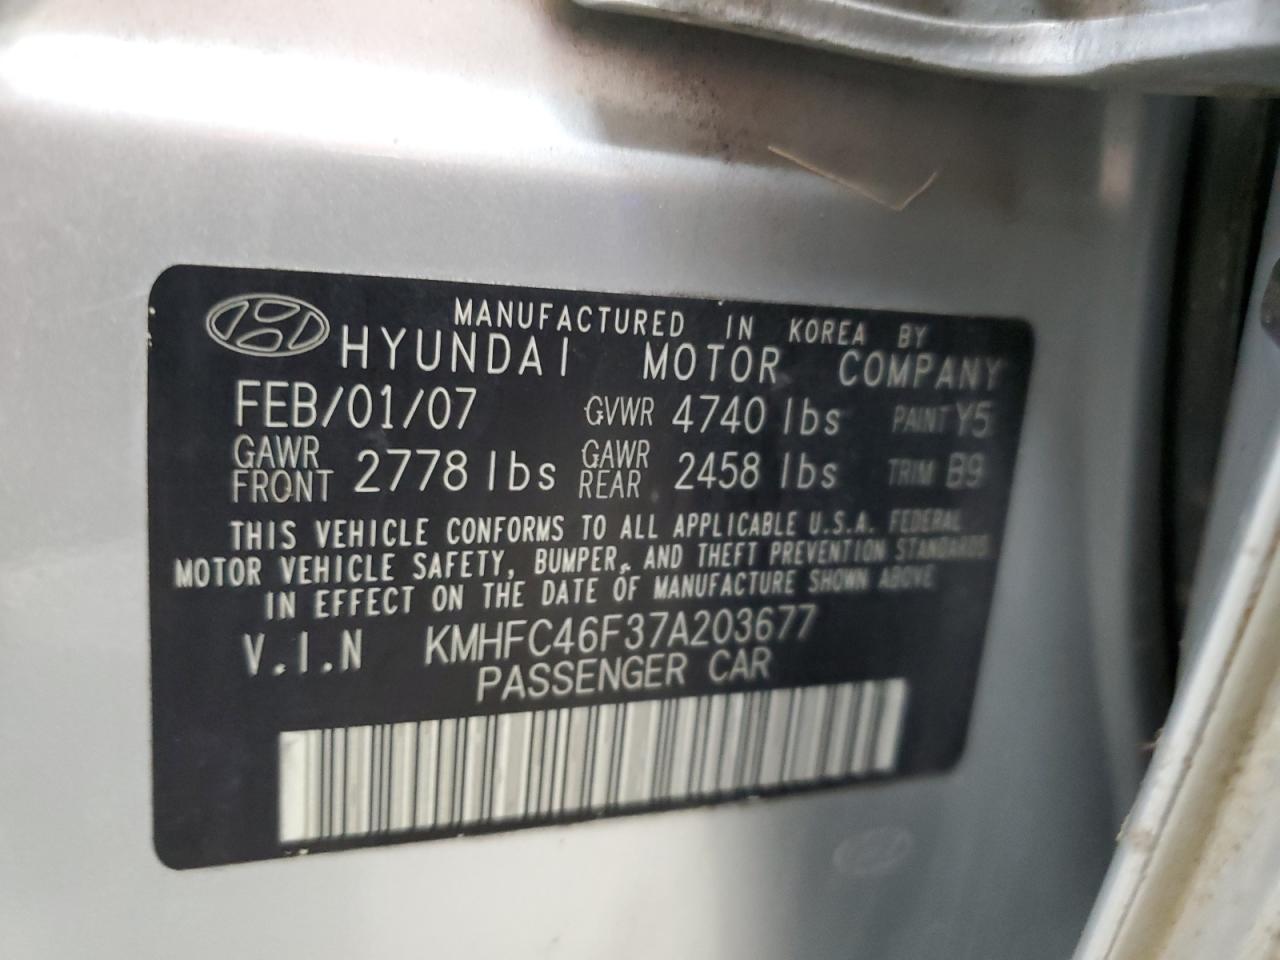 MANUFACTURED IN KOREA BY
HYUNDAI MOTOR COMPANY
FEB/01/07 GVWR 4740 lbs PAINT Y5
GAWR FRONT 2778 lbs GAWR REAR 2458 lbs TRIM B9
THIS VEHICLE CONFORMS TO ALL APPLICABLE U.S.A. FEDERAL
MOTOR VEHICLE SAFETY, BUMPER, AND THEFT PREVENTION STANDARDS
IN EFFECT ON THE DATE OF MANUFACTURE SHOWN ABOVE
V.I.N KMHFC46F37A203677
PASSENGER CAR